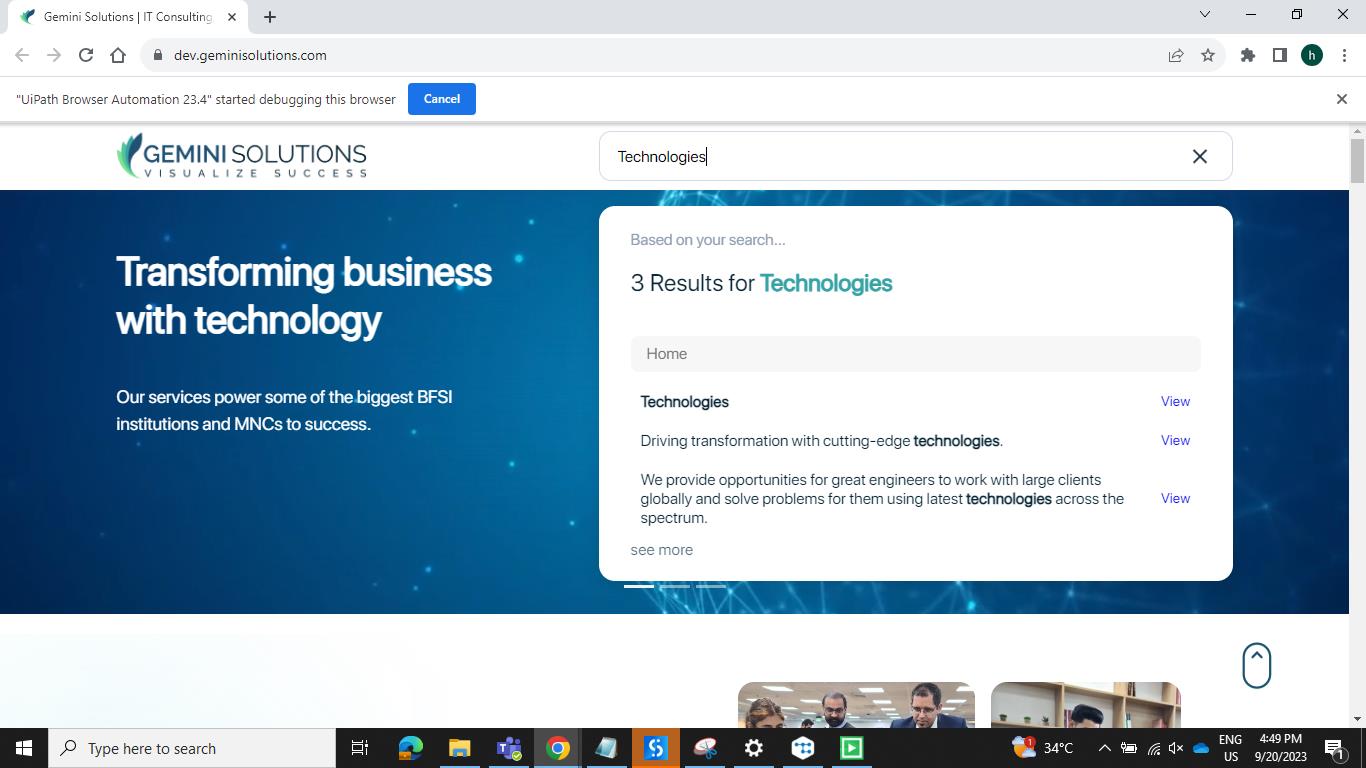 Gemini Solutions | IT Consulting
dev.geminisolutions.com
h
"UiPath Browser Automation 23.4" started debugging this browser
Cancel
GEMINI SOLUTIONS
VISUALIZE SUCCESS
Technologies
Transforming business
with technology
Our services power some of the biggest BFSI
institutions and MNCs to success.
Based on your search...
3 Results for Technologies
Home
Technologies View
Driving transformation with cutting-edge technologies. View
We provide opportunities for great engineers to work with large clients
globally and solve problems for them using latest technologies across the View
spectrum.
see more
Type here to search
1
34°C
ENG
US
4:49 PM
9/20/2023
1